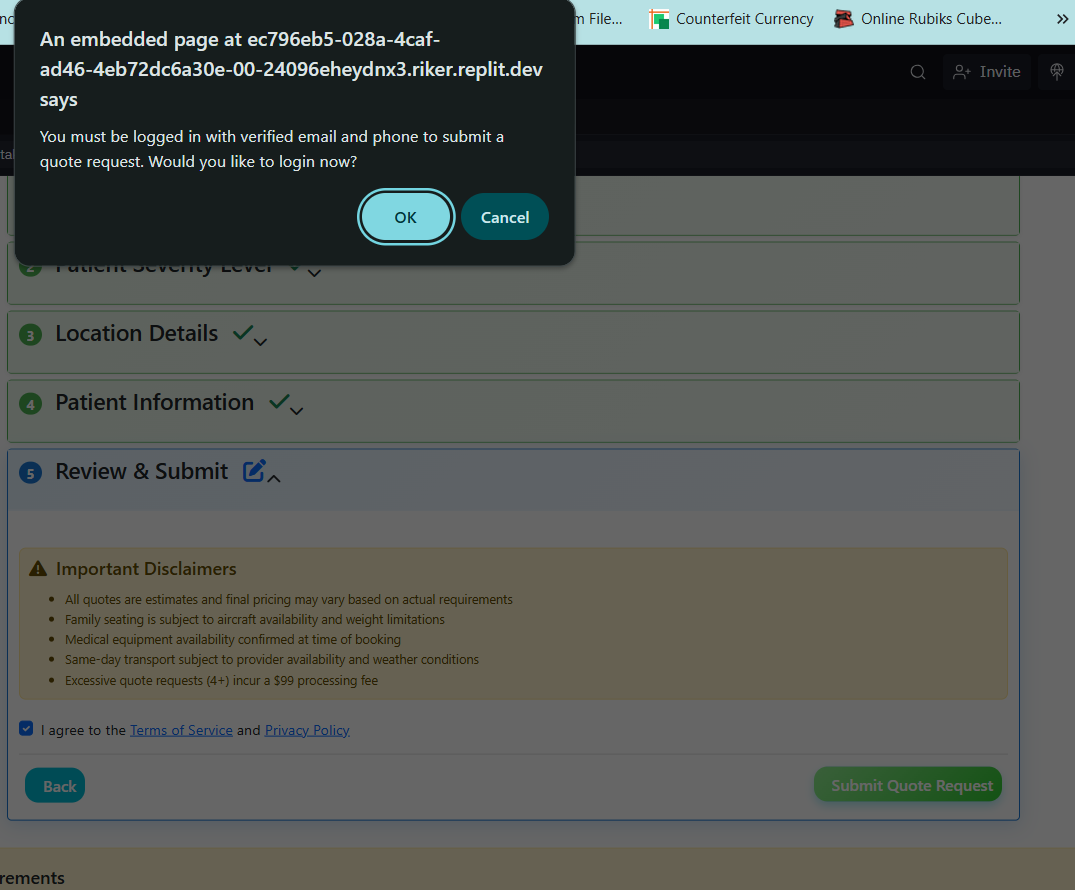 m File...
Counterfeit Currency
Online Rubiks Cube...
An embedded page at ec796eb5-028a-4caf-
ad46-4eb72dc6a30e-00-24096eheydnx3.riker.replit.dev
says
You must be logged in with verified email and phone to submit a
quote request. Would you like to login now?
OK
Cancel
Invite
2 Patient Severity Level
3 Location Details
4 Patient Information
5 Review & Submit
Important Disclaimers
• All quotes are estimates and final pricing may vary based on actual requirements
• Family seating is subject to aircraft availability and weight limitations
• Medical equipment availability confirmed at time of booking
• Same-day transport subject to provider availability and weather conditions
• Excessive quote requests (4+) incur a $99 processing fee
I agree to the Terms of Service and Privacy Policy
Back
Submit Quote Request
rements